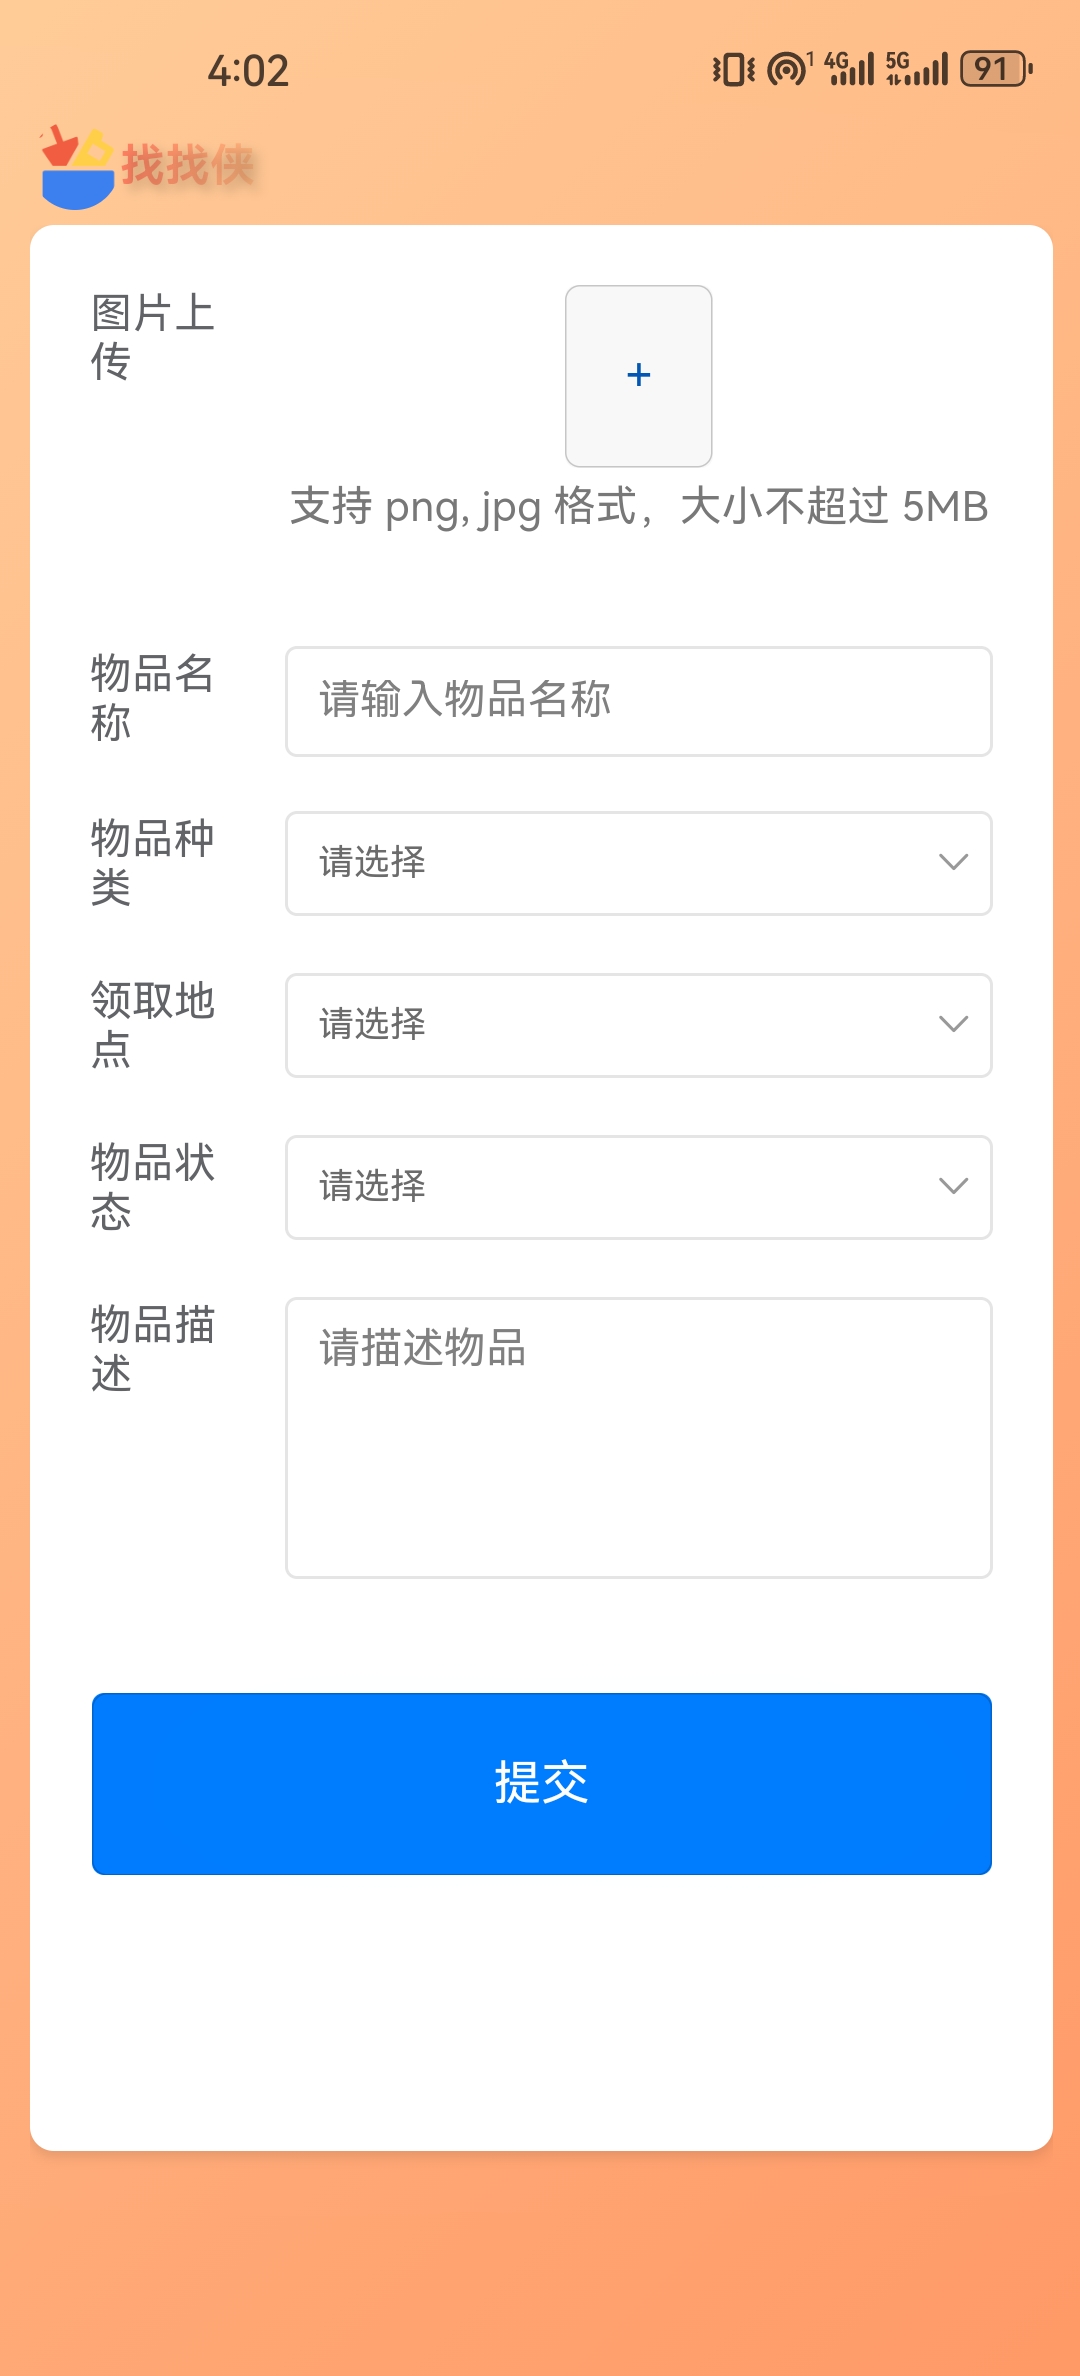 4:02
1 4G 5G 91
找找侠
图片上
传
+
支持 png, jpg 格式，大小不超过 5MB
物品名
称
请输入物品名称
物品种
类
请选择
领取地
点
请选择
物品状
态
请选择
物品描
述
请描述物品
提交